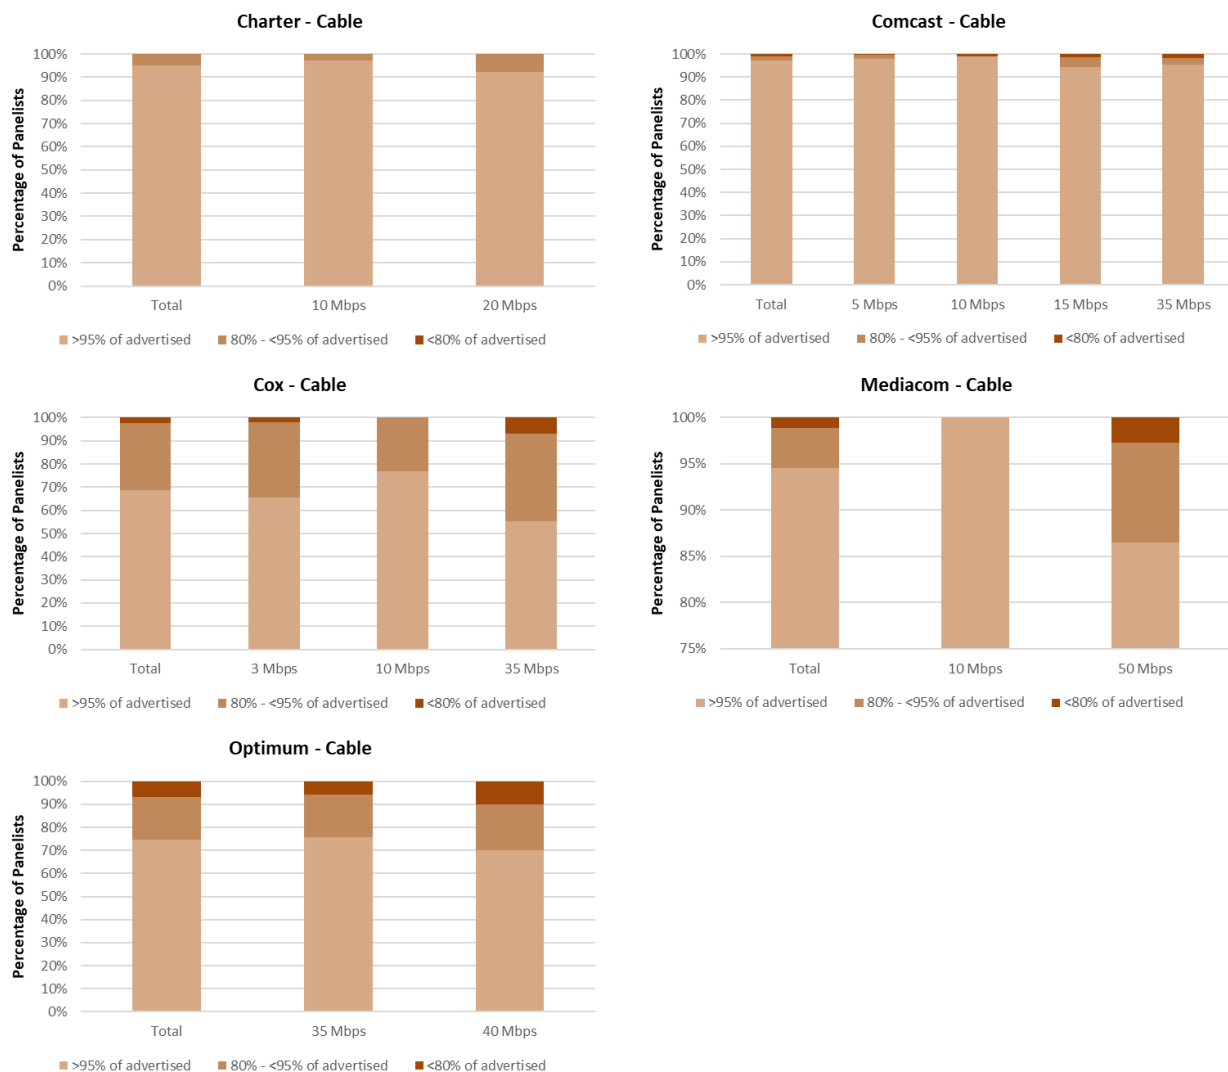 Charter - Cable
Percentage of Panelists
100%
90%
80%
70%
60%
50%
40%
30%
20%
10%
0%
Total 10 Mbps 20 Mbps
>95% of advertised 80% - <95% of advertised <80% of advertised
Comcast - Cable
Percentage of Panelists
100%
90%
80%
70%
60%
50%
40%
30%
20%
10%
0%
Total 5 Mbps 10 Mbps 15 Mbps 35 Mbps
>95% of advertised 80% - <95% of advertised <80% of advertised
Cox - Cable
Percentage of Panelists
100%
90%
80%
70%
60%
50%
40%
30%
20%
10%
0%
Total 3 Mbps 10 Mbps 35 Mbps
>95% of advertised 80% - <95% of advertised <80% of advertised
Mediacom - Cable
Percentage of Panelists
100%
95%
90%
85%
80%
75%
Total 10 Mbps 50 Mbps
>95% of advertised 80% - <95% of advertised <80% of advertised
Optimum - Cable
Percentage of Panelists
100%
90%
80%
70%
60%
50%
40%
30%
20%
10%
0%
Total 35 Mbps 40 Mbps
>95% of advertised 80% - <95% of advertised <80% of advertised